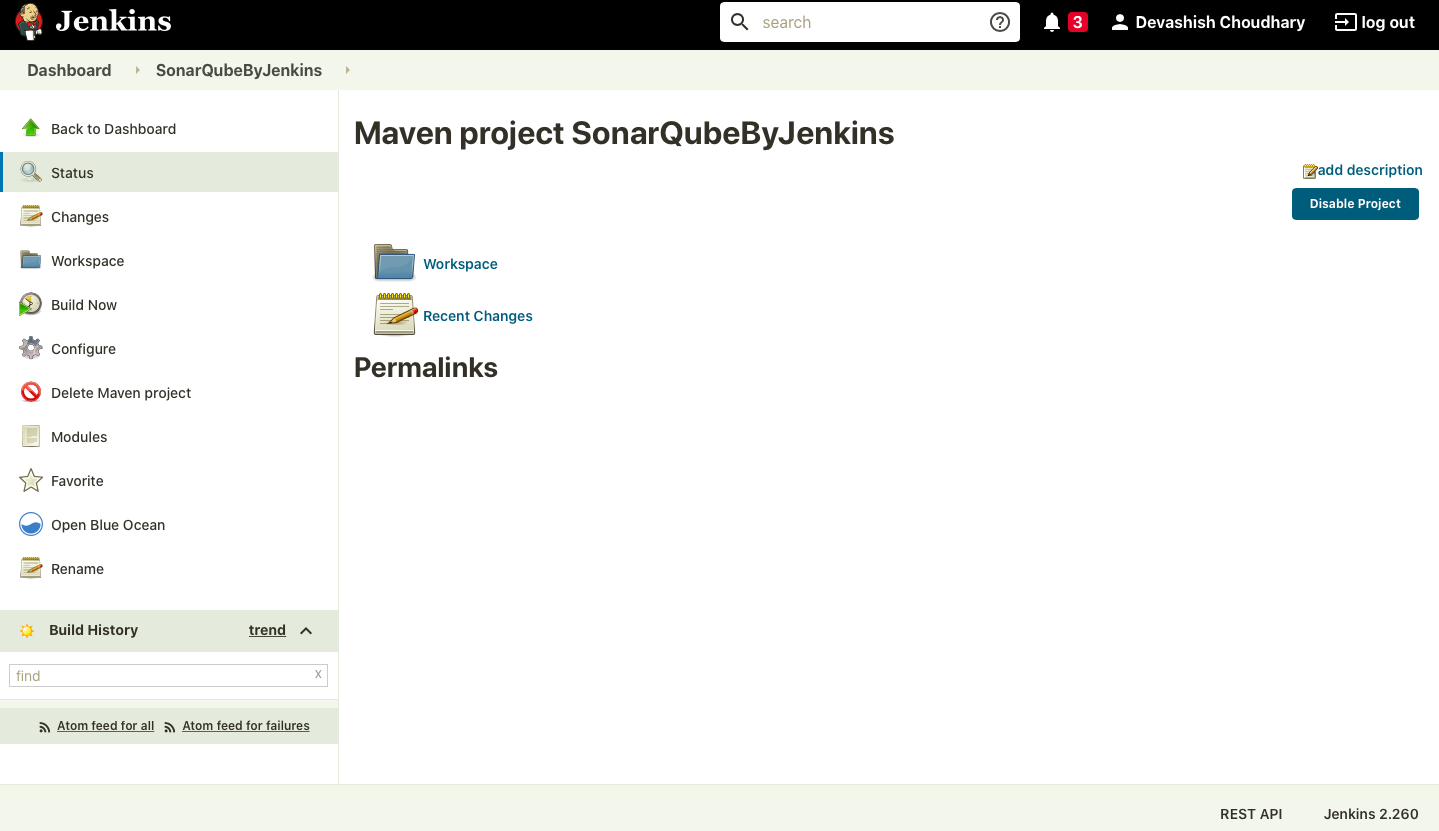 Jenkins
search
3
Devashish Choudhary
log out
Dashboard
SonarQubeByJenkins
Back to Dashboard
Status
Changes
Workspace
Build Now
Configure
Delete Maven project
Modules
Favorite
Open Blue Ocean
Rename
Build History
trend
find
X
Atom feed for all
Atom feed for failures
Maven project SonarQubeByJenkins
add description
Disable Project
Workspace
Recent Changes
Permalinks
REST API
Jenkins 2.260